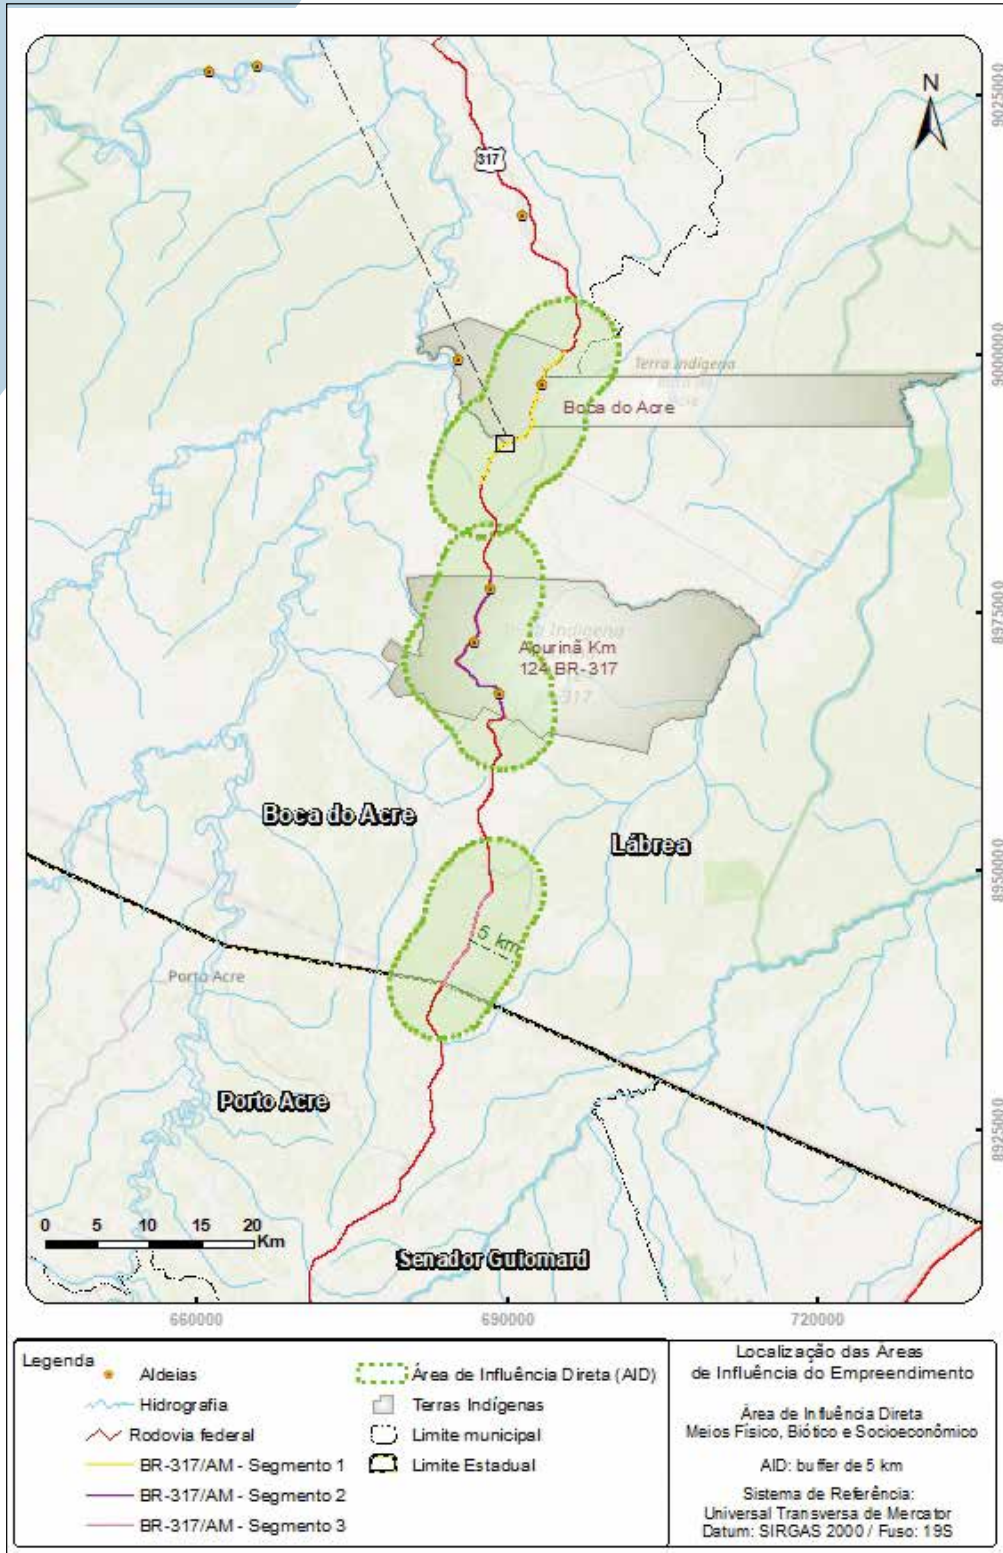 N
317
Terra Indígena
Boca do Acre
Apurinã Km
124 BR-317
Boca do Acre
Lábrea
5 km
Porto Acre
Porto Acre
Senador Guiomard
0 5 10 15 20
Km
660000 690000 720000
9025000
9000000
8975000
8950000
8925000
Legenda
Aldeias
Hidrografia
Rodovia federal
BR-317/AM - Segmento 1
BR-317/AM - Segmento 2
BR-317/AM - Segmento 3
Área de Influência Direta (AID)
Terras Indígenas
Limite municipal
Limite Estadual
Localização das Áreas
de Influência do Empreendimento
Área de Influência Direta
Meios Físico, Biótico e Socioeconômico
AID: buffer de 5 km
Sistema de Referência:
Universal Transversa de Mercator
Datum: SIRGAS 2000 / Fuso: 19S